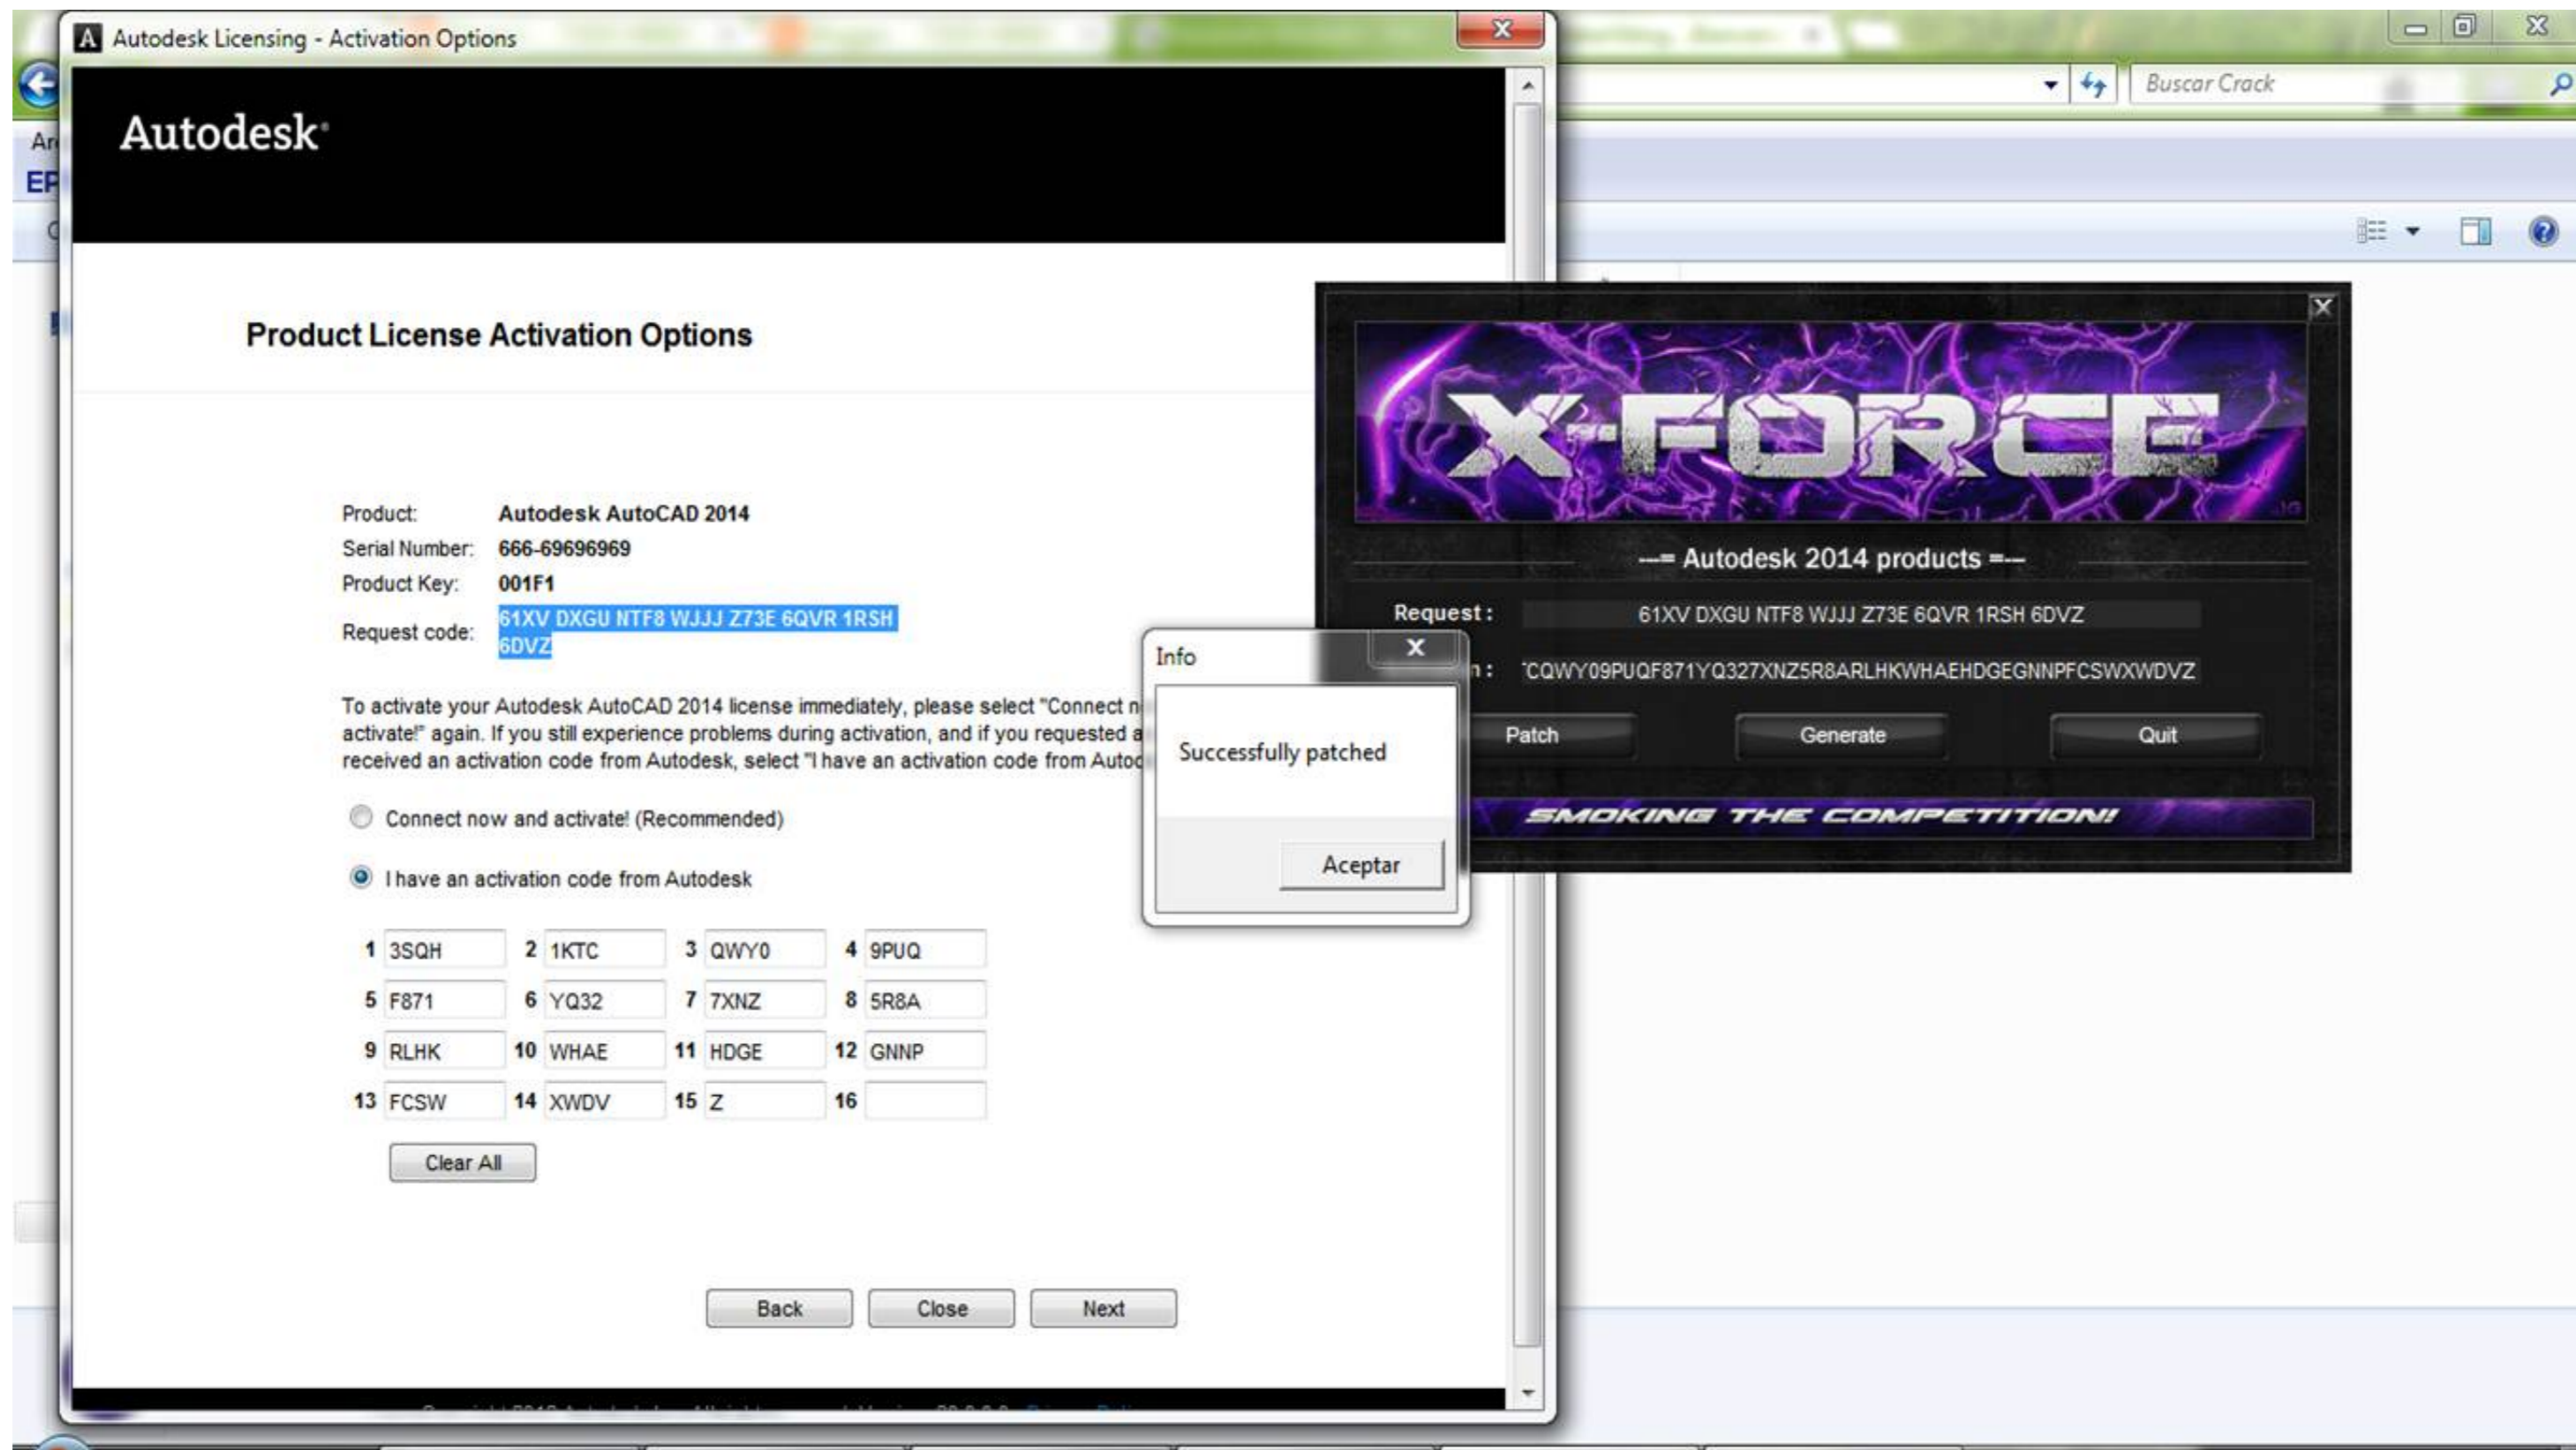 Autodesk Licensing - Activation Options
Buscar Crack
Autodesk
Product License Activation Options
Product: Autodesk AutoCAD 2014
Serial Number: 666-69696969
Product Key: 001F1
Request code: 61XV DXGU NTF8 WJJJ Z73E 6QVR 1RSH
6DVZ
To activate your Autodesk AutoCAD 2014 license immediately, please select "Connect
activate!" again. If you still experience problems during activation, and if you requested
received an activation code from Autodesk, select "I have an activation code from
Connect now and activate! (Recommended)
I have an activation code from Autodesk
1 3SQH 2 1KTC 3 QWY0 4 9PUQ
5 F871 6 YQ32 7 7XNZ 8 5R8A
9 RLHK 10 WHAE 11 HDGE 12 GNNP
13 FCSW 14 XWDV 15 Z 16
Clear All
Back Close Next
X-FORCE
---= Autodesk 2014 products =---
Request : 61XV DXGU NTF8 WJJJ Z73E 6QVR 1RSH 6DVZ
CQWY09PUQF871YQ327XNZ5R8ARLHKWHAEHDGEGNNPFCSWXWDVZ
Patch Generate Quit
SMOKING THE COMPETITION!
Info
Successfully patched
Aceptar